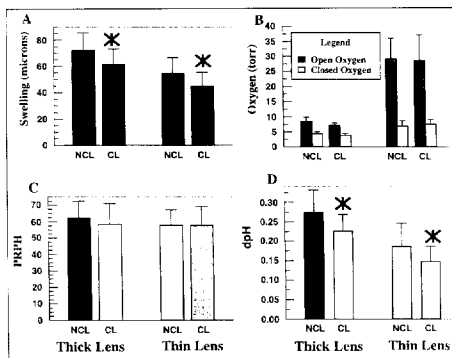 A
Swelling (microns)
80
60
40
20
0
NCL CL NCL CL
B
Oxygen (torr)
40
35
30
25
20
15
10
5
0
Legend
Open Oxygen
Closed Oxygen
NCL CL NCL CL
C
PRPH
70
60
50
40
30
20
10
0
NCL CL NCL CL
Thick Lens Thin Lens
D
dpH
0.30
0.25
0.20
0.15
0.10
0.05
0.00
NCL CL NCL CL
Thick Lens Thin Lens